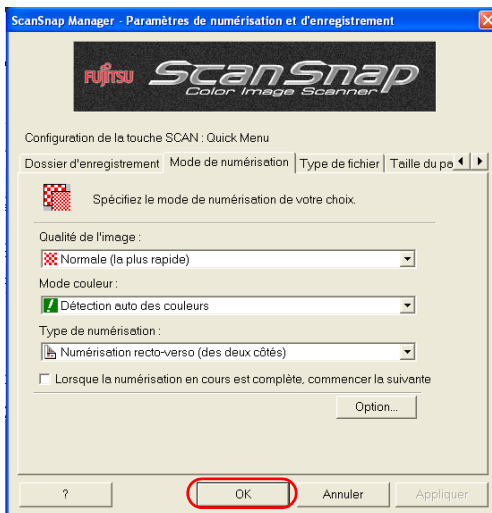 ScanSnap Manager - Paramètres de numérisation et d'enregistrement
FUJITSU ScanSnap
Color Image Scanner
Configuration de la touche SCAN : Quick Menu
Dossier d'enregistrement Mode de numérisation Type de fichier Taille du pa
Spécifiez le mode de numérisation de votre choix.
Qualité de l'image :
Normale (la plus rapide)
Mode couleur :
Détection auto des couleurs
Type de numérisation :
Numérisation recto-verso (des deux côtés)
Lorsque la numérisation en cours est complète, commencer la suivante
Option...
? OK Annuler Appliquer